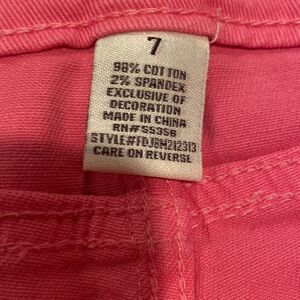 7
98% COTTON
2% SPANDEX
EXCLUSIVE OF
DECORATION
MADE IN CHINA
RN#55356
STYLE#TDJBH212313
CARE ON REVERSE